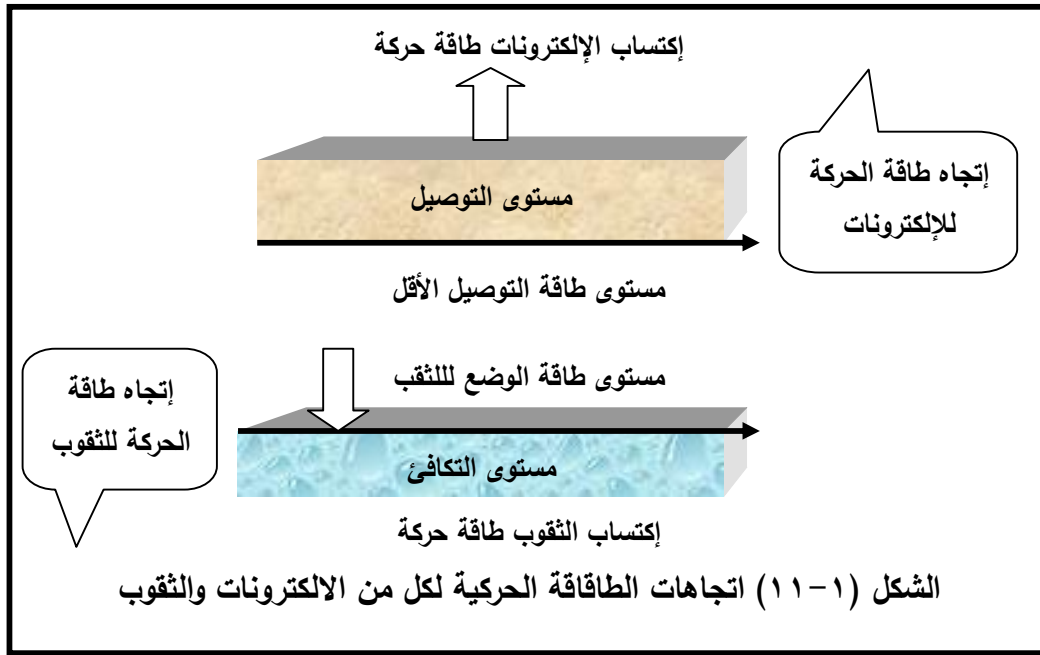 إكتساب الإلكترونات طاقة حركة
إتجاه طاقة الحركة
للإلكترونات
مستوى التوصيل
مستوى طاقة التوصيل الأقل
مستوى طاقة الوضع لللثقب
إتجاه طاقة
الحركة للثقوب
مستوى التكافئ
إكتساب الثقوب طاقة حركة
الشكل (١-١١) اتجاهات الطاقاقة الحركية لكل من الالكترونات والثقوب